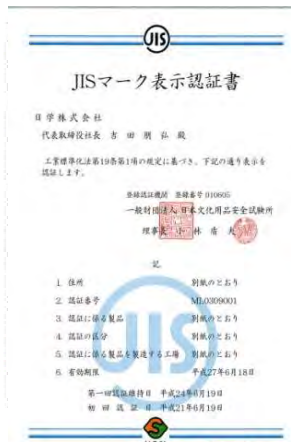 JIS
JISマーク表示認証書
日学株式会社
代表取締役社長 吉田朋弘 殿
工業標準化法第19条第1項の規定に基づき、下記の通り表示を
認証します。
登録認証機関 登録番号010605
一般財団法人 日本文化用品安全試験所
理事長 小林
記
1. 住所 別紙のとおり
2. 認証番号 ML0309001
3. 認証に係る製品 別紙のとおり
4. 認証の区分 別紙のとおり
5. 認証に係る製品を製造する工場 別紙のとおり
6. 有効期限 平成27年6月18日
第一回認証維持日 平成24年6月19日
初回認証日 平成21年6月19日
JIS